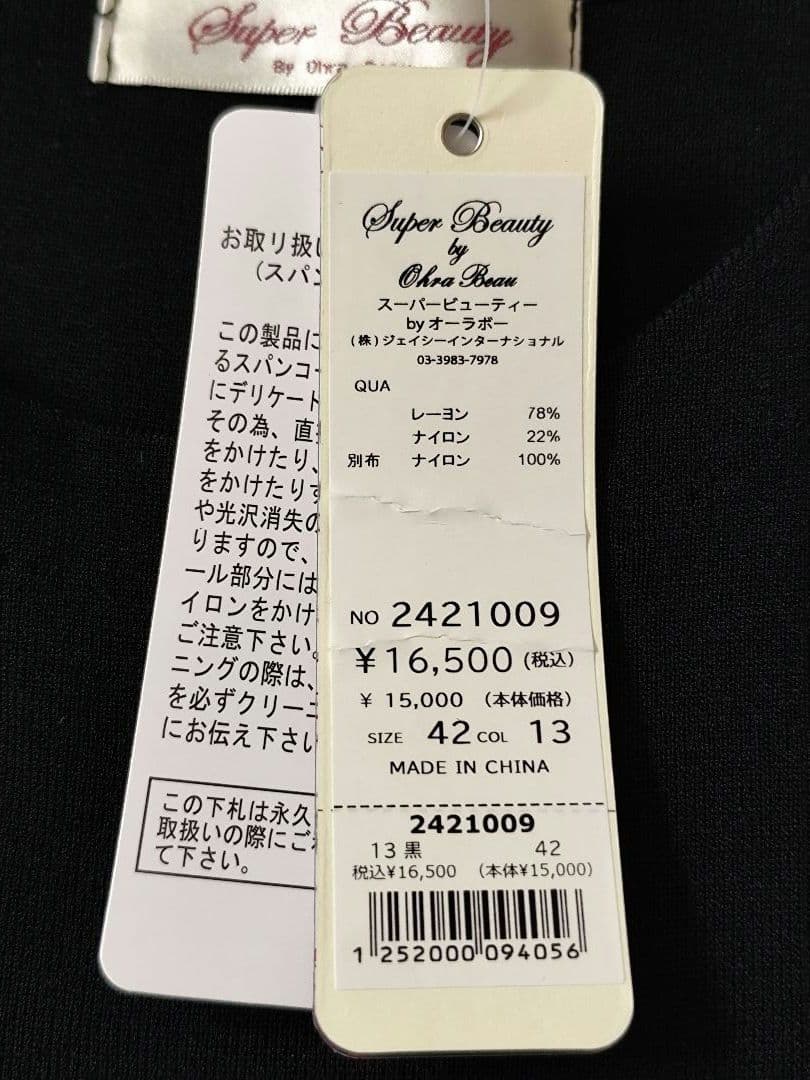 Super Beauty
By Ohra
お取り扱い
(スパン
この製品に
るスパンコー
にデリケート
その為、直
をかけたり、
をかけたりす
や光沢消失の
りますので、
ール部分には
イロンをかけ
ご注意下さい。
ニングの際は、
を必ずクリーニ
にお伝え下さい
この下札は永久
取扱いの際にご
て下さい。
Super Beauty
by
Ohra Beau
スーパービューティー
by オーラボー
(株)ジェイシーインターナショナル
03-3983-7978
QUA
レーヨン 78%
ナイロン 22%
別布 ナイロン 100%
NO 2421009
¥16,500 (税込)
¥ 15,000 (本体価格)
SIZE 42 COL 13
MADE IN CHINA
2421009
13 黒 42
税込¥16,500 (本体¥15,000)
1 252000 094056